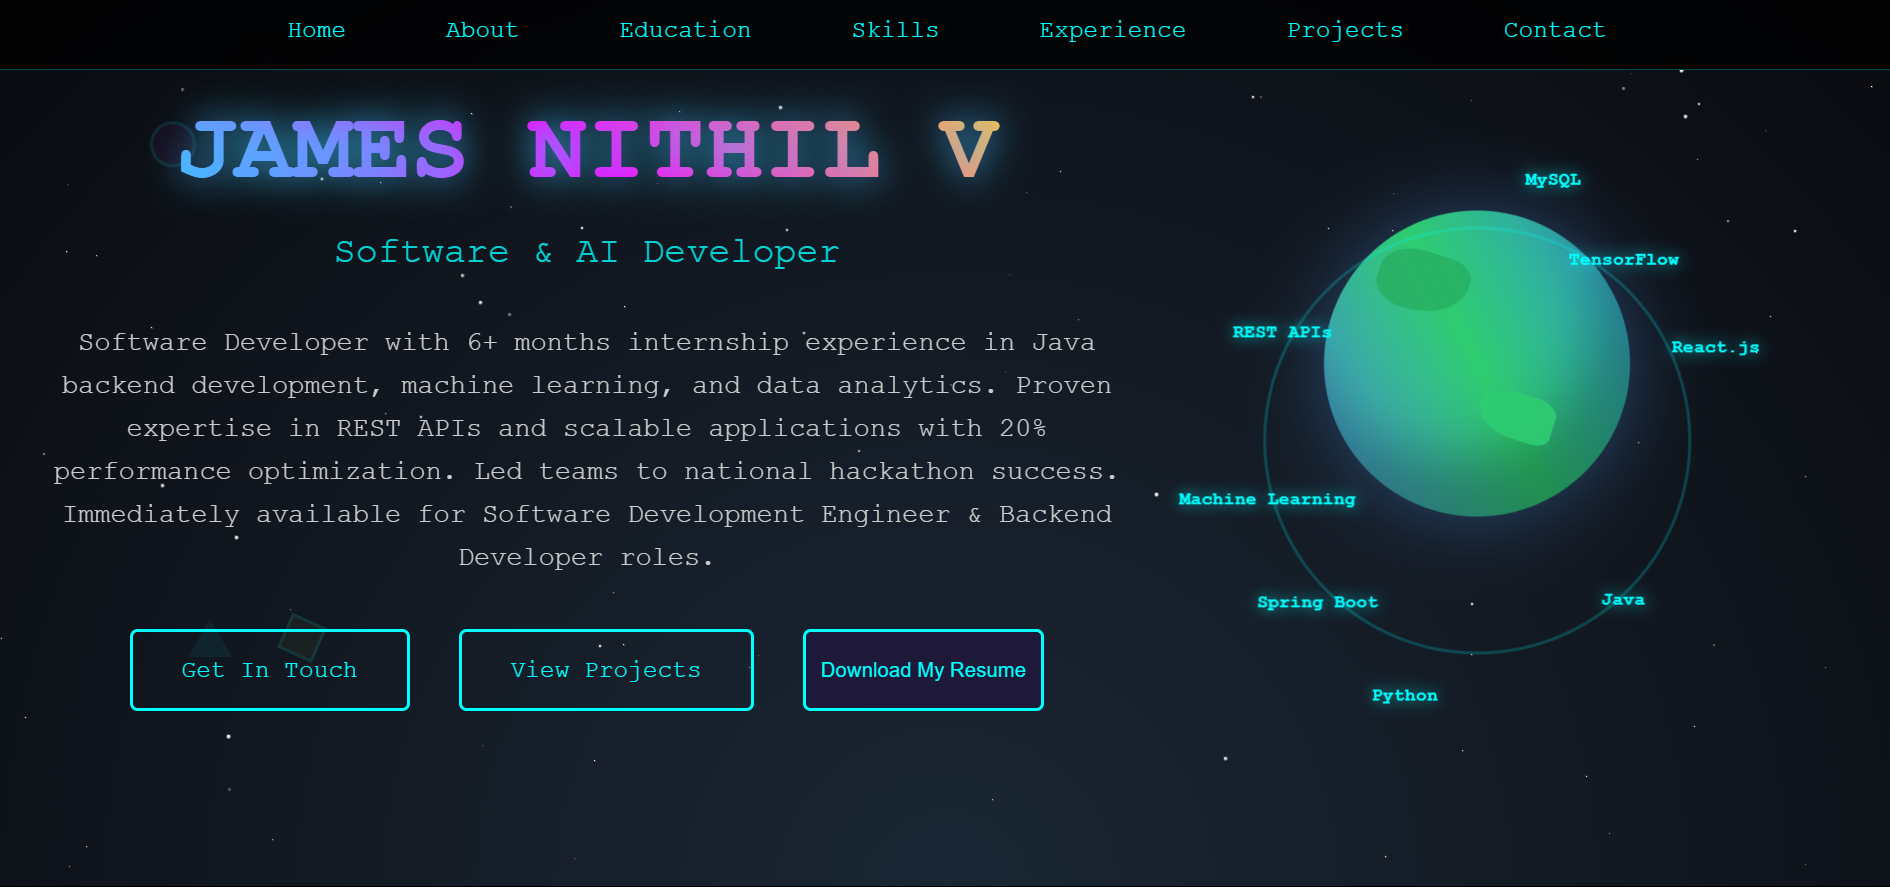 Home About Education Skills Experience Projects Contact
JAMES NITHIL V
Software & AI Developer
Software Developer with 6+ months internship experience in Java
backend development, machine learning, and data analytics. Proven
expertise in REST APIs and scalable applications with 20%
performance optimization. Led teams to national hackathon success.
Immediately available for Software Development Engineer & Backend
Developer roles.
Get In Touch View Projects Download My Resume
MySQL
TensorFlow
REST APIs
React.js
Machine Learning
Spring Boot
Java
Python